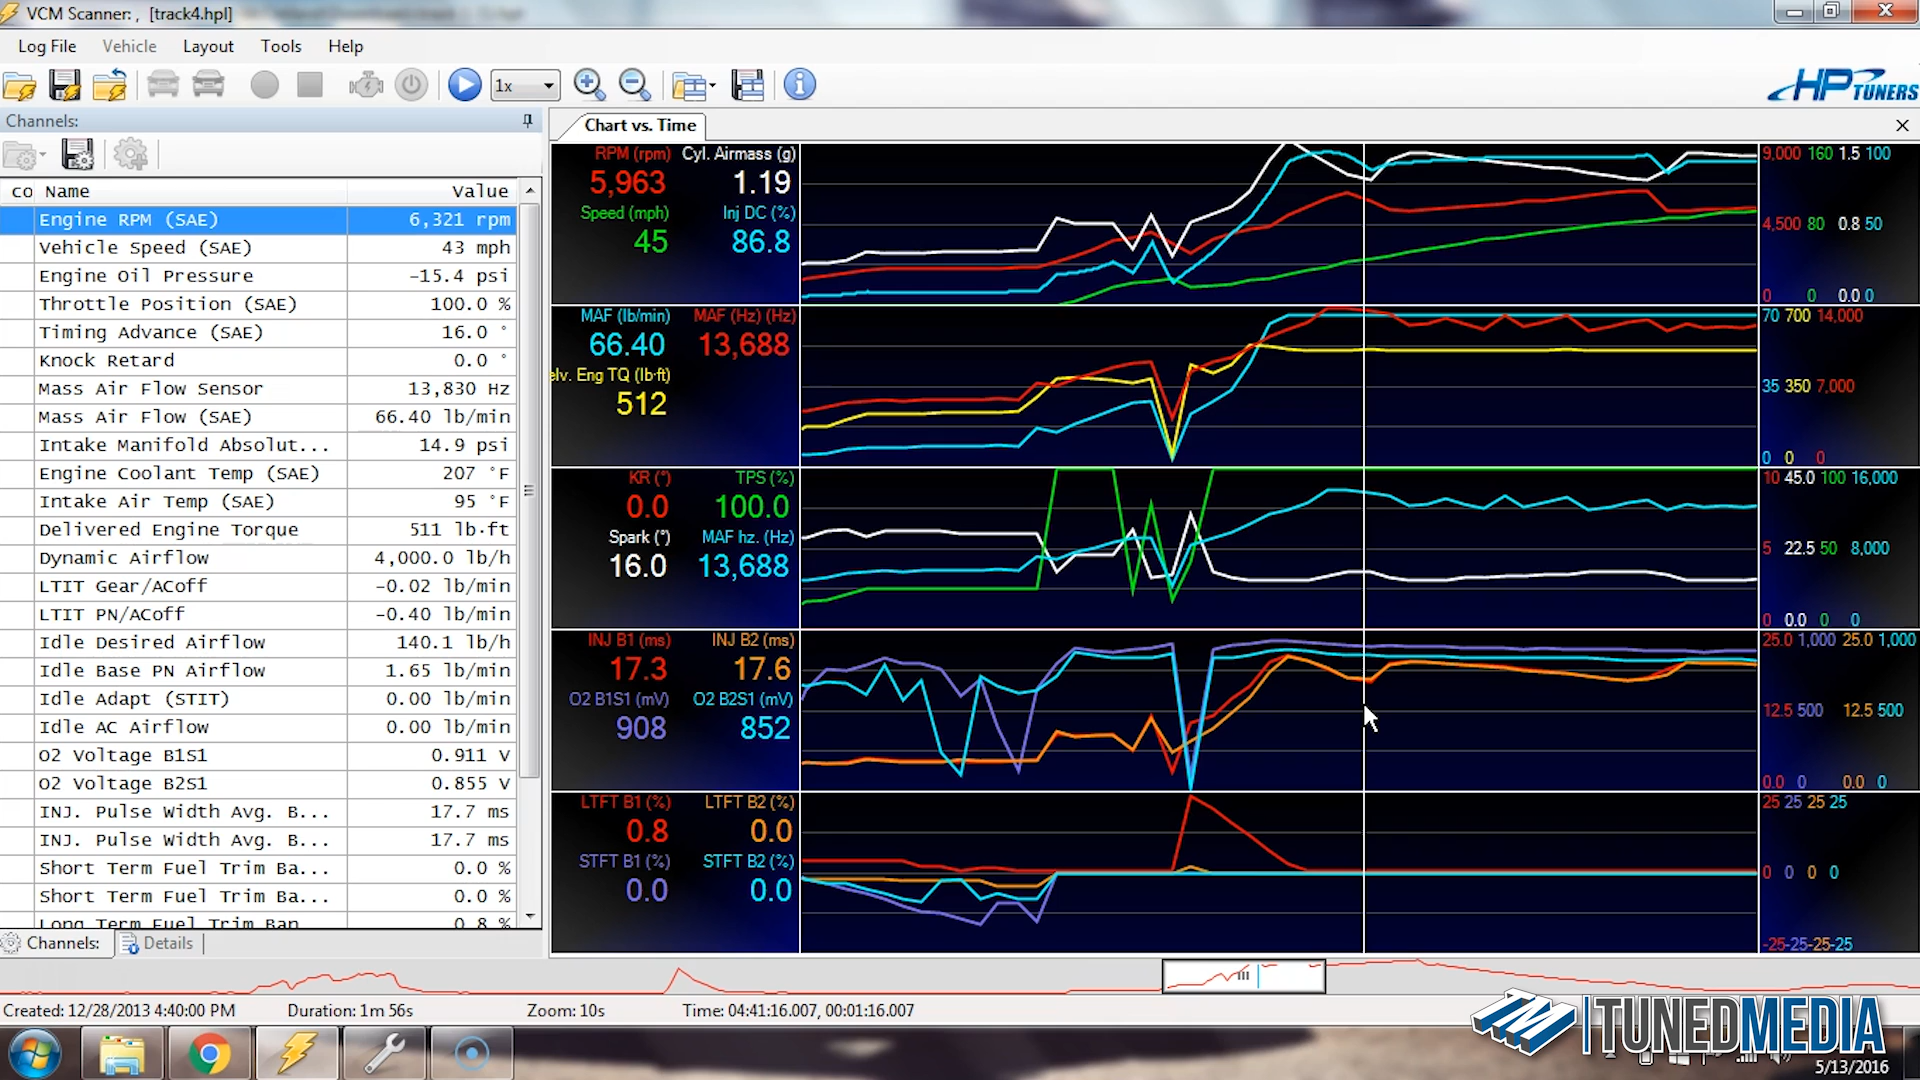 VCM Scanner: , [track4.hpl]
Log File Vehicle Layout Tools Help
1x
HP TUNERS
Channels:
Chart vs. Time
co Name Value
Engine RPM (SAE) 6,321 rpm
Vehicle Speed (SAE) 43 mph
Engine Oil Pressure -15.4 psi
Throttle Position (SAE) 100.0 %
Timing Advance (SAE) 16.0 °
Knock Retard 0.0 °
Mass Air Flow Sensor 13,830 Hz
Mass Air Flow (SAE) 66.40 lb/min
Intake Manifold Absolut... 14.9 psi
Engine Coolant Temp (SAE) 207 °F
Intake Air Temp (SAE) 95 °F
Delivered Engine Torque 511 lb·ft
Dynamic Airflow 4,000.0 lb/h
LTIT Gear/ACoff -0.02 lb/min
LTIT PN/ACoff -0.40 lb/min
Idle Desired Airflow 140.1 lb/h
Idle Base PN Airflow 1.65 lb/min
Idle Adapt (STIT) 0.00 lb/min
Idle AC Airflow 0.00 lb/min
O2 Voltage B1S1 0.911 V
O2 Voltage B2S1 0.855 V
INJ. Pulse Width Avg. B... 17.7 ms
INJ. Pulse Width Avg. B... 17.7 ms
Short Term Fuel Trim Ba... 0.0 %
Short Term Fuel Trim Ba... 0.0 %
Long Term Fuel Trim Ban 0.8 %
Channels: Details
RPM (rpm) Cyl. Airmass (g)
5,963 1.19
Speed (mph) Inj DC (%)
45 86.8
9,000 160 1.5 100
4,500 80 0.8 50
0 0 0.0 0
MAF (lb/min) MAF (Hz) (Hz)
66.40 13,688
elv. Eng TQ (lb·ft)
512
70 700 14,000
35 350 7,000
0 0 0
KR (°) TPS (%)
0.0 100.0
Spark (°) MAF hz. (Hz)
16.0 13,688
10 45.0 100 16,000
5 22.5 50 8,000
0 0.0 0 0
INJ B1 (ms) INJ B2 (ms)
17.3 17.6
O2 B1S1 (mV) O2 B2S1 (mV)
908 852
25.0 1,000 25.0 1,000
12.5 500 12.5 500
0.0 0 0.0 0
LTFT B1 (%) LTFT B2 (%)
0.8 0.0
STFT B1 (%) STFT B2 (%)
0.0 0.0
25 25 25 25
0 0 0 0
-25 -25 -25 -25
Created: 12/28/2013 4:40:00 PM Duration: 1m 56s Zoom: 10s Time: 04:41:16.007, 00:01:16.007
TUNEDMEDIA
5/13/2016